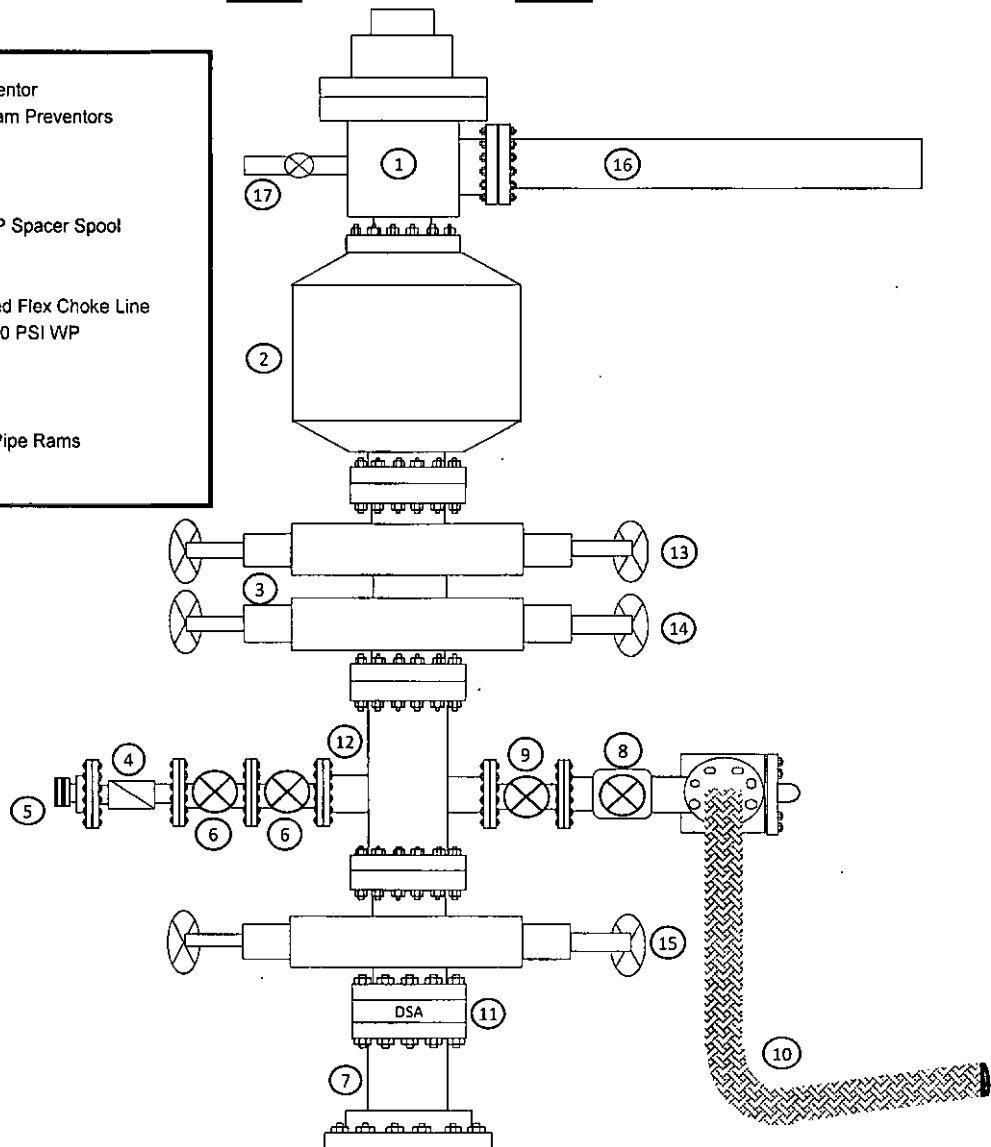 entor
am Preventors
P Spacer Spool
ed Flex Choke Line
0 PSI WP
Pipe Rams
1
16
17
2
13
3
14
12
4
9
8
5
6
6
15
DSA
11
7
10